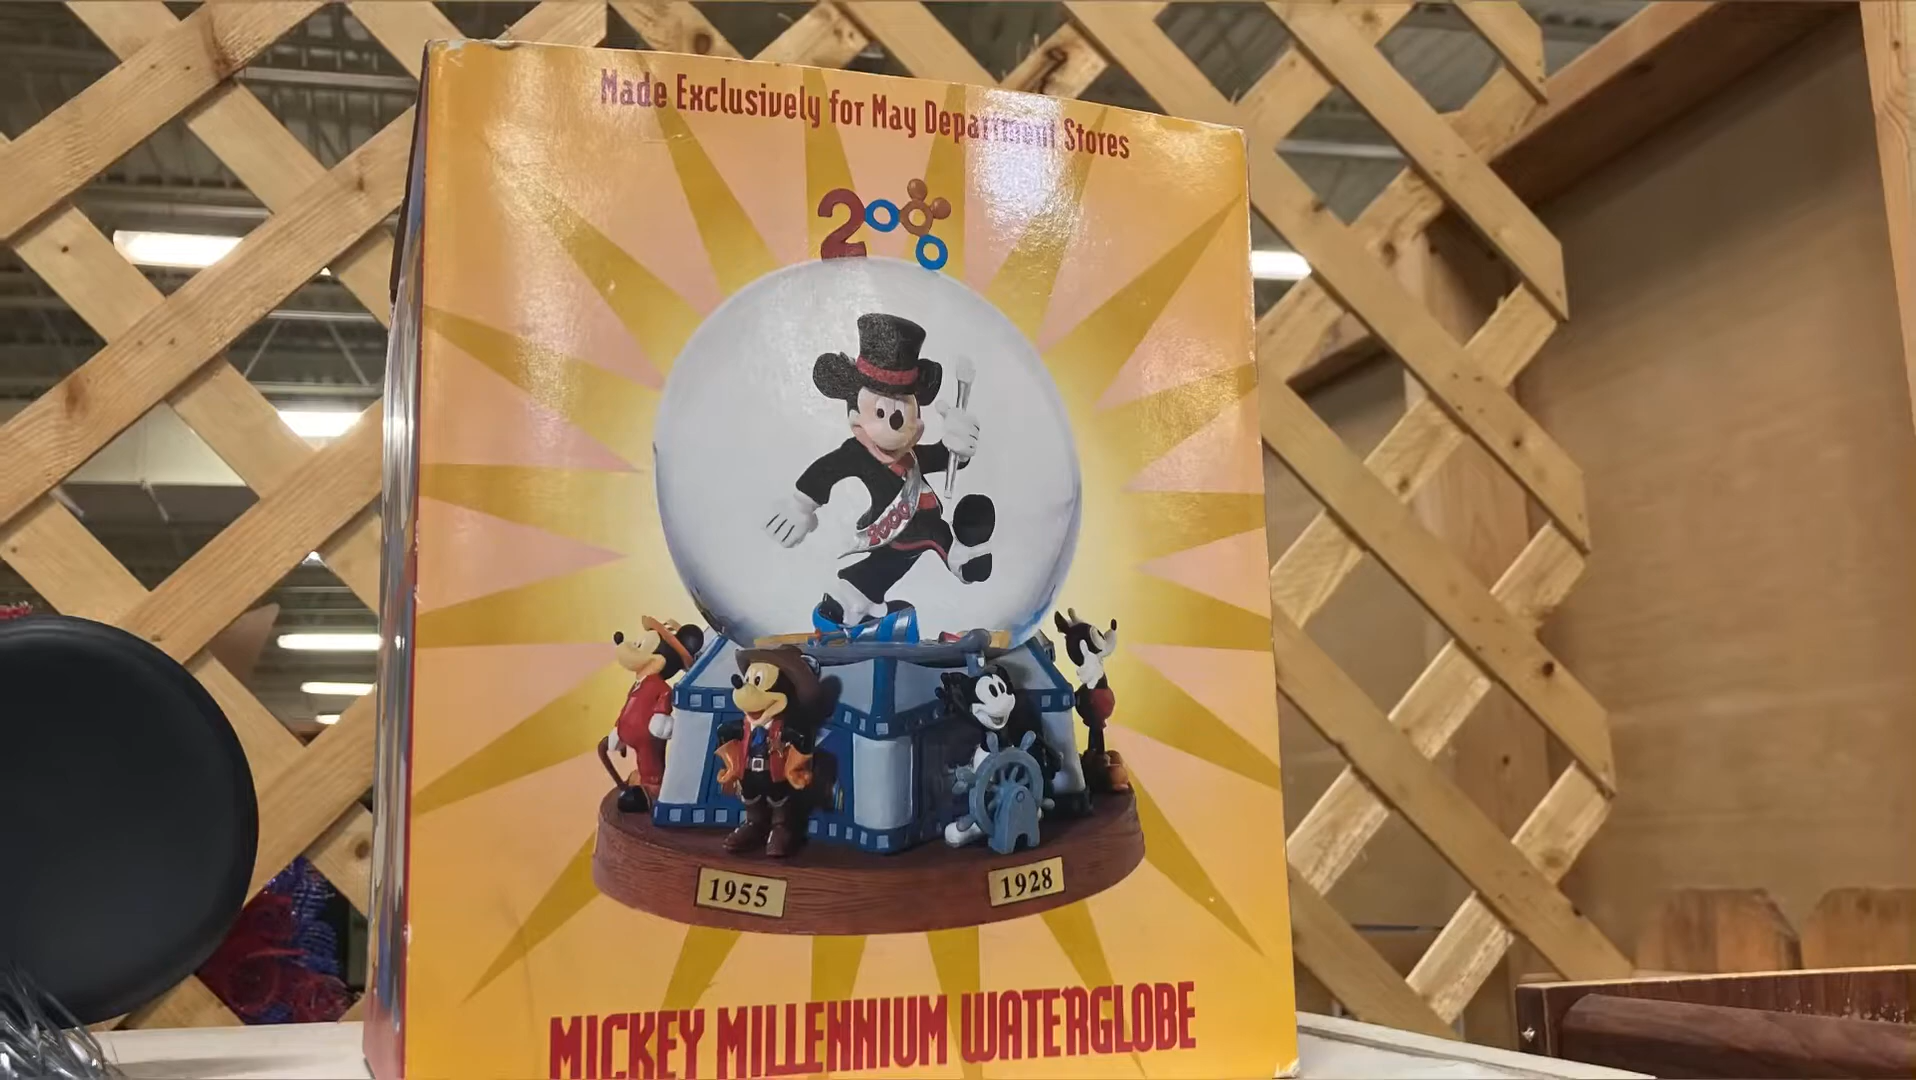 Made Exclusively for May Department Stores
2000
2000
1955
1928
MICKEY MILLENNIUM WATERGLOBE